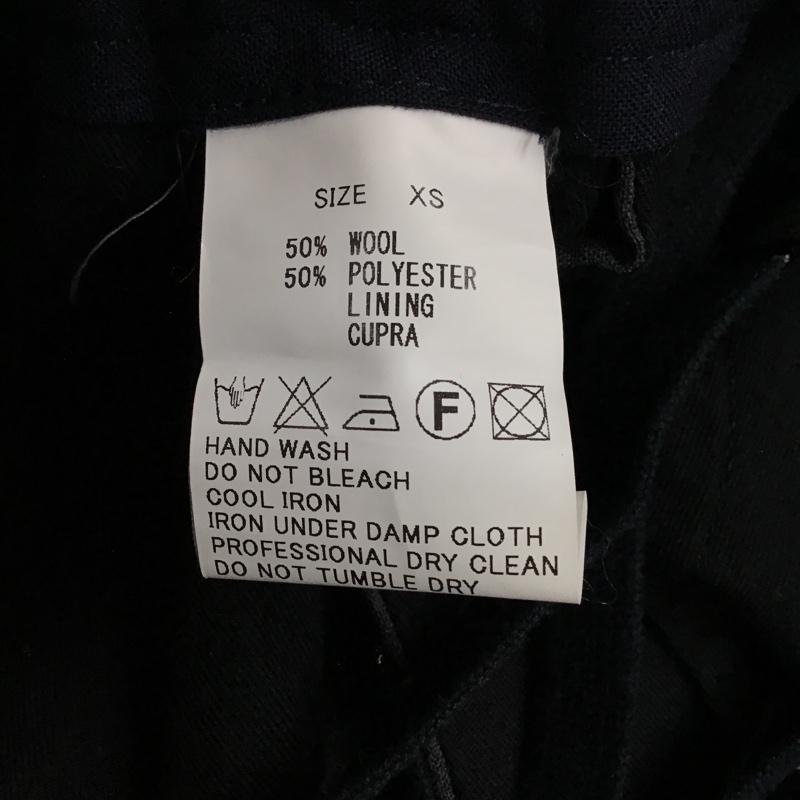 SIZE XS
50% WOOL
50% POLYESTER
LINING
CUPRA
F
HAND WASH
DO NOT BLEACH
COOL IRON
IRON UNDER DAMP CLOTH
PROFESSIONAL DRY CLEAN
DO NOT TUMBLE DRY